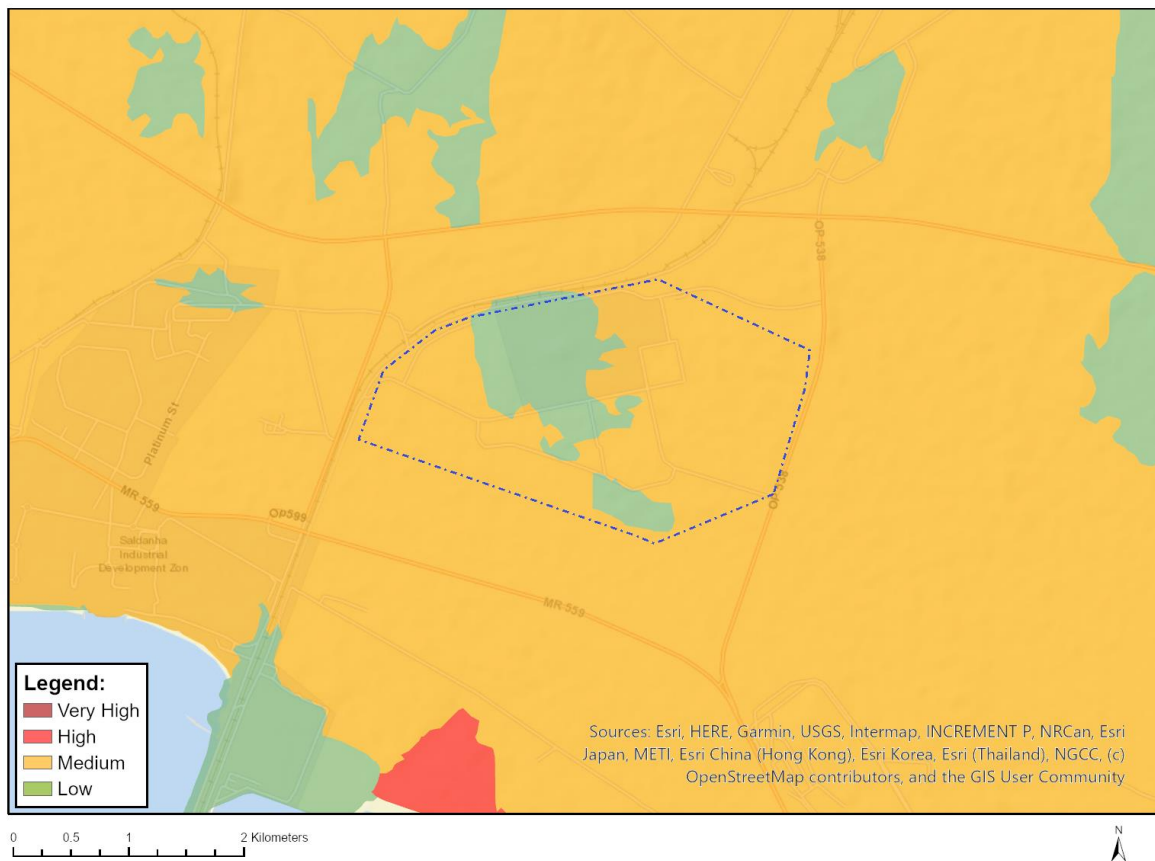 OP 538
Platinum St
MR 559
OP599
Saldanha
Industrial
Development Zon
OP 538
MR 559
Legend:
Very High
High
Medium
Low
Sources: Esri, HERE, Garmin, USGS, Intermap, INCREMENT P, NRCan, Esri
Japan, METI, Esri China (Hong Kong), Esri Korea, Esri (Thailand), NGCC, (c)
OpenStreetMap contributors, and the GIS User Community
0 0.5 1 2 Kilometers
N